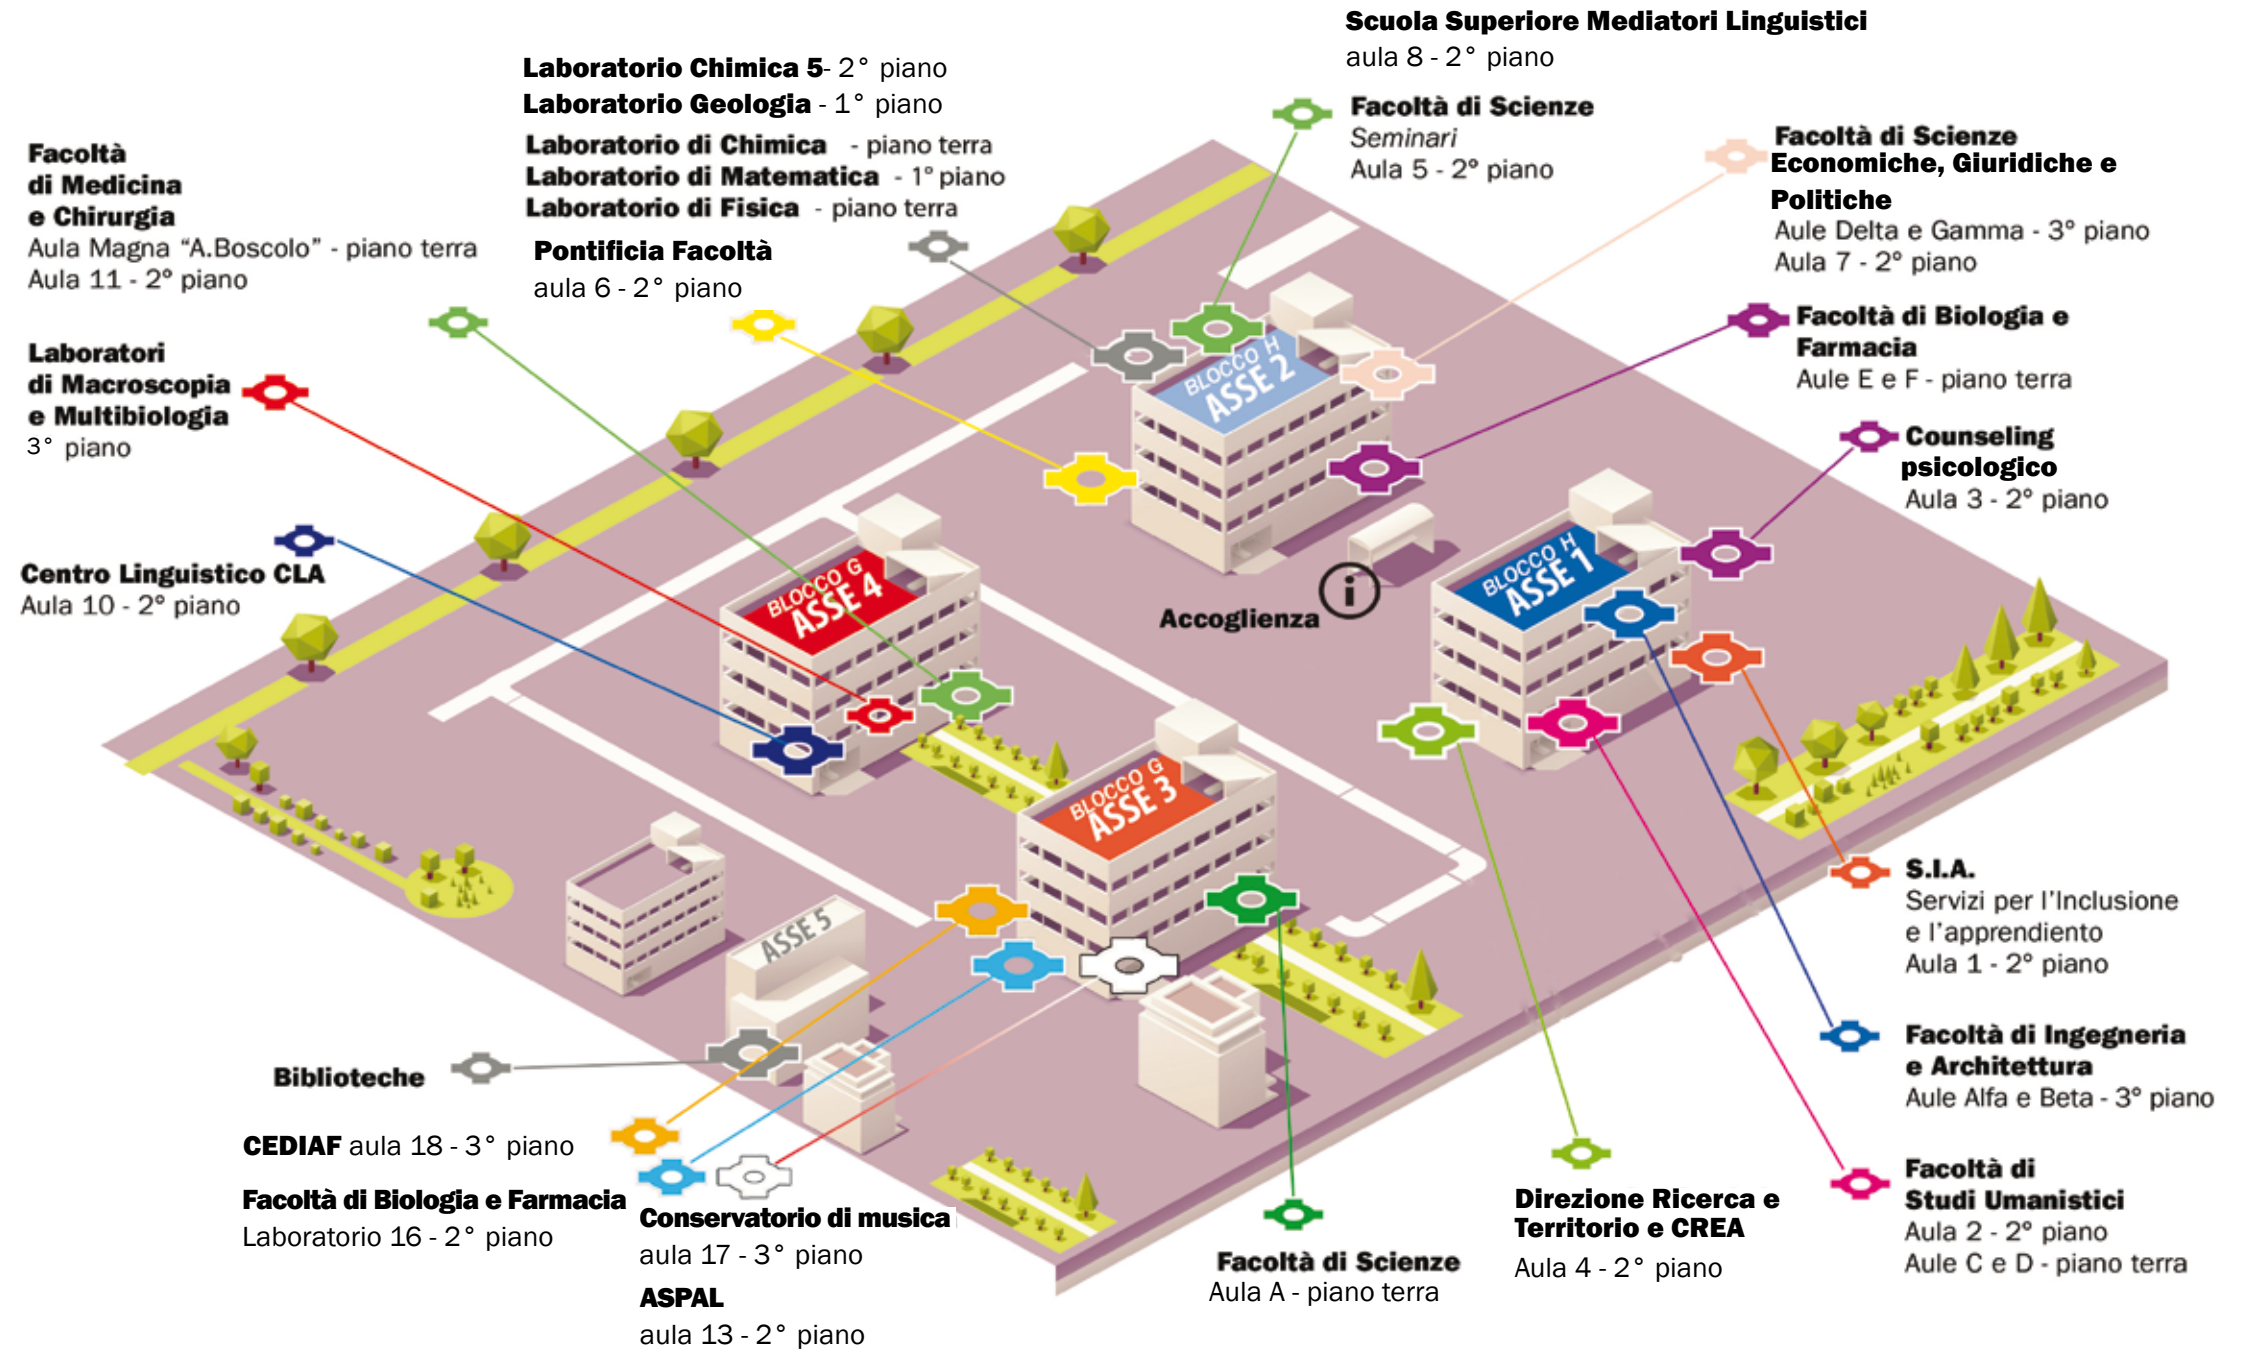 Scuola Superiore Mediatori Linguistici
aula 8 - 2° piano
Laboratorio Chimica 5- 2° piano
Laboratorio Geologia - 1° piano
Laboratorio di Chimica - piano terra
Laboratorio di Matematica - 1° piano
Laboratorio di Fisica - piano terra
Pontificia Facoltà
aula 6 - 2° piano
Facoltà di Scienze
Seminari
Aula 5 - 2° piano
Facoltà di Scienze
Economiche, Giuridiche e
Politiche
Aule Delta e Gamma - 3° piano
Aula 7 - 2° piano
Facoltà
di Medicina
e Chirurgia
Aula Magna “A.Boscolo” - piano terra
Aula 11 - 2° piano
Laboratori
di Macroscopia
e Multibiologia
3° piano
Centro Linguistico CLA
Aula 10 - 2° piano
Facoltà di Biologia e
Farmacia
Aule E e F - piano terra
Counseling
psicologico
Aula 3 - 2° piano
BLOCCO H
ASSE 2
BLOCCO H
ASSE 1
BLOCCO G
ASSE 4
BLOCCO G
ASSE 3
ASSE 5
Accoglienza
i
S.I.A.
Servizi per l’Inclusione
e l’apprendiento
Aula 1 - 2° piano
Facoltà di Ingegneria
e Architettura
Aule Alfa e Beta - 3° piano
Facoltà di
Studi Umanistici
Aula 2 - 2° piano
Aule C e D - piano terra
Biblioteche
CEDIAF aula 18 - 3° piano
Facoltà di Biologia e Farmacia
Laboratorio 16 - 2° piano
Conservatorio di musica
aula 17 - 3° piano
ASPAL
aula 13 - 2° piano
Facoltà di Scienze
Aula A - piano terra
Direzione Ricerca e
Territorio e CREA
Aula 4 - 2° piano